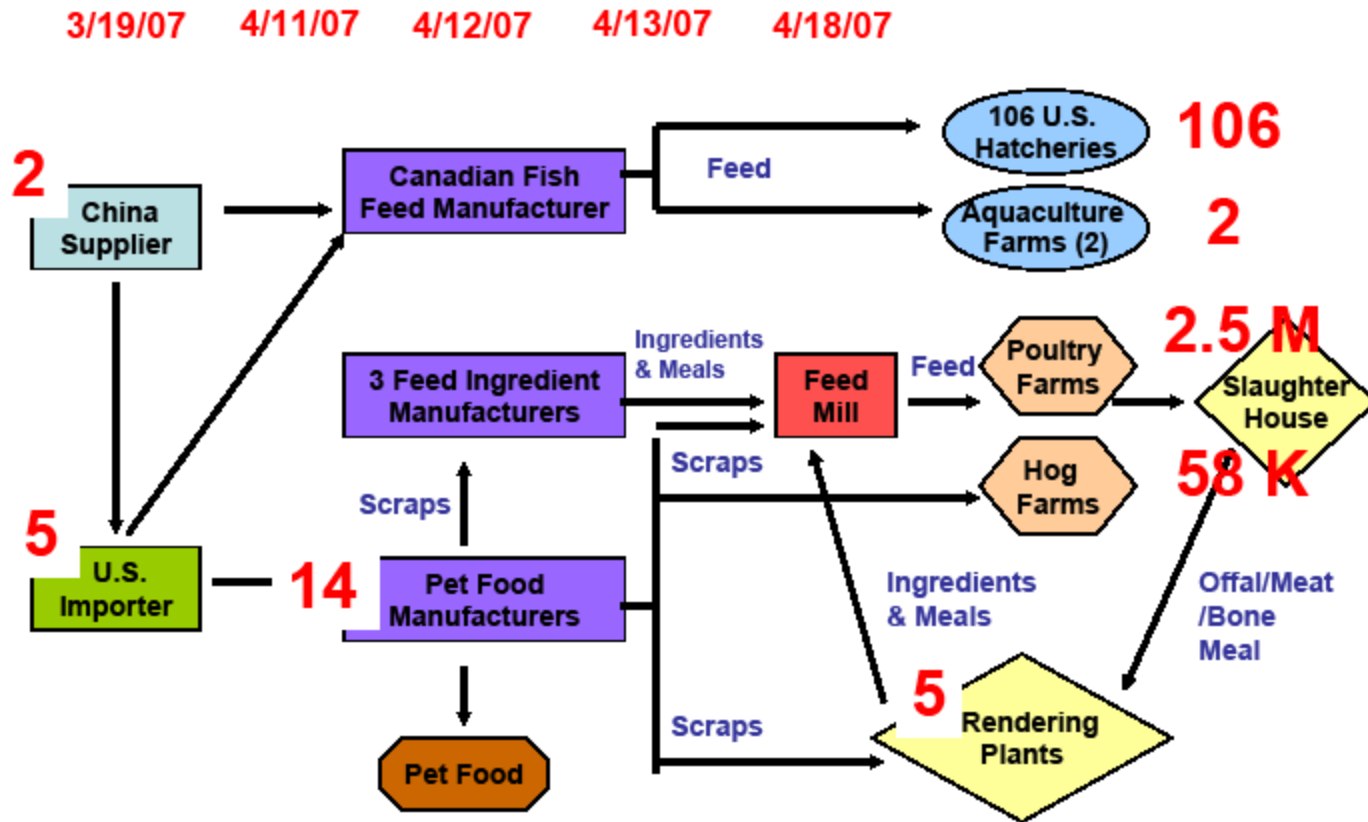 3/19/07 4/11/07 4/12/07 4/13/07 4/18/07
2
China
Supplier
Canadian Fish
Feed Manufacturer
Feed
106 U.S.
Hatcheries
106
Aquaculture
Farms (2)
2
3 Feed Ingredient
Manufacturers
Ingredients
& Meals
Feed
Mill
Feed
Poultry
Farms
2.5 M
Slaughter
House
Scraps
Scraps
Hog
Farms
58 K
5
U.S.
Importer
14
Pet Food
Manufacturers
Ingredients
& Meals
Offal/Meat
/Bone
Meal
Pet Food
Scraps
5
Rendering
Plants